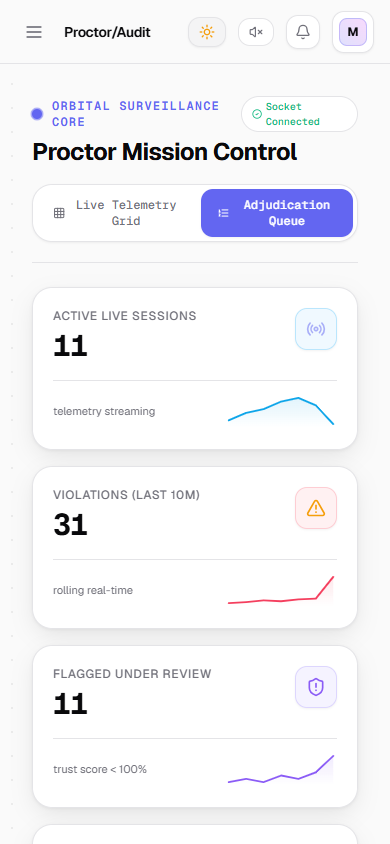 Proctor/Audit
M
ORBITAL SURVEILLANCE
CORE
Socket
Connected
Proctor Mission Control
Live Telemetry
Grid
Adjudication
Queue
ACTIVE LIVE SESSIONS
11
telemetry streaming
VIOLATIONS (LAST 10M)
31
rolling real-time
FLAGGED UNDER REVIEW
11
trust score < 100%